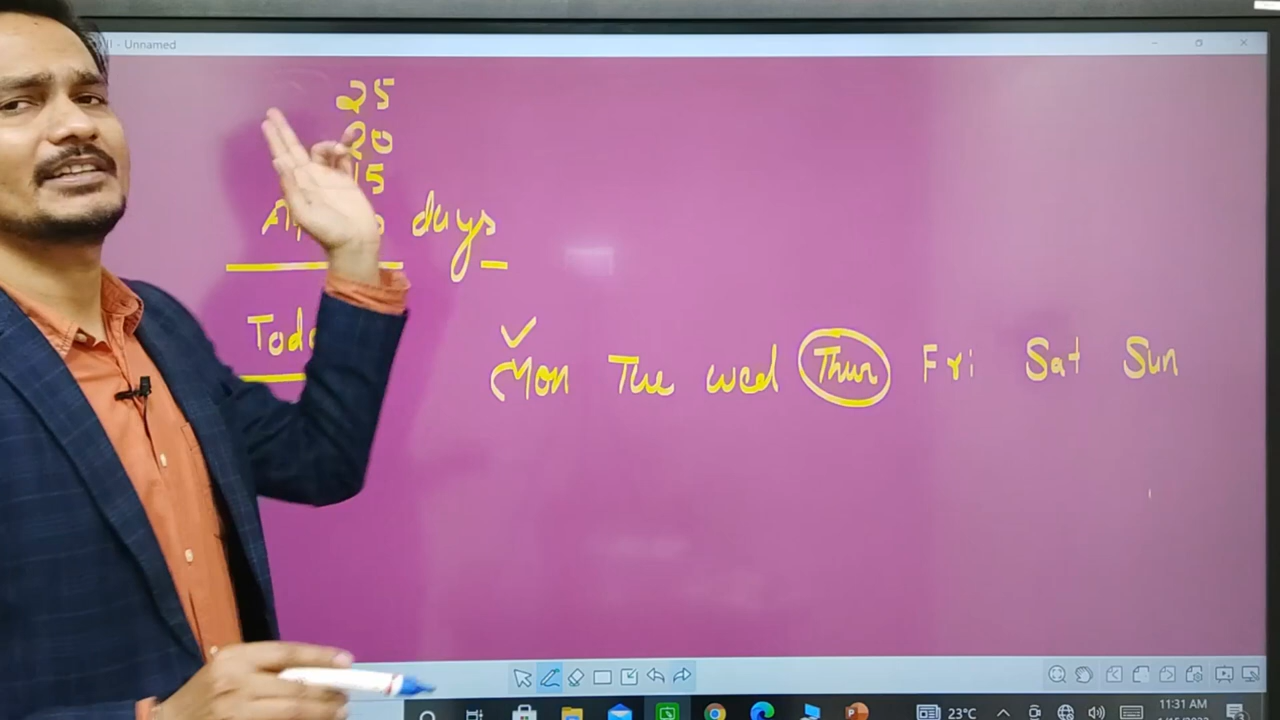 - Unnamed
25
20
15
days
Mon Tue wed Thur Fri Sat Sun
23°C
11:31 AM